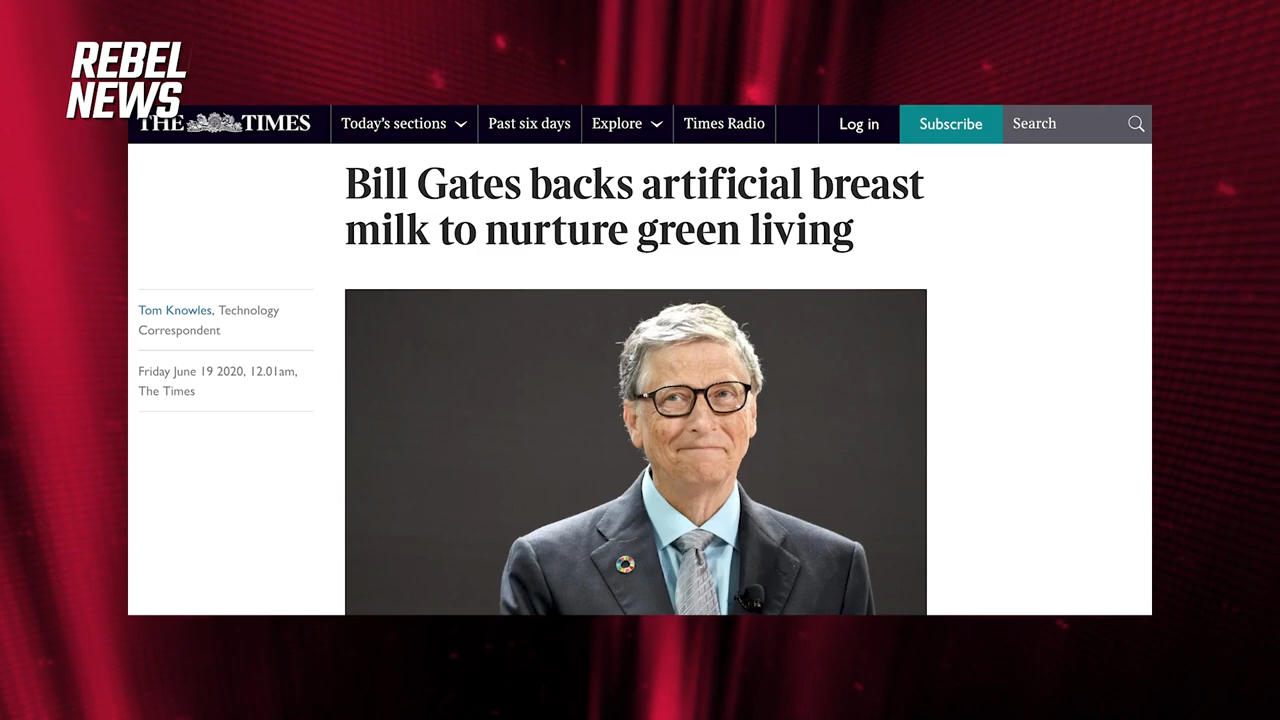 REBEL
NEWS
THE TIMES
Today's sections
Past six days
Explore
Times Radio
Log in
Subscribe
Search
Bill Gates backs artificial breast
milk to nurture green living
Tom Knowles, Technology
Correspondent
Friday June 19 2020, 12.01am,
The Times